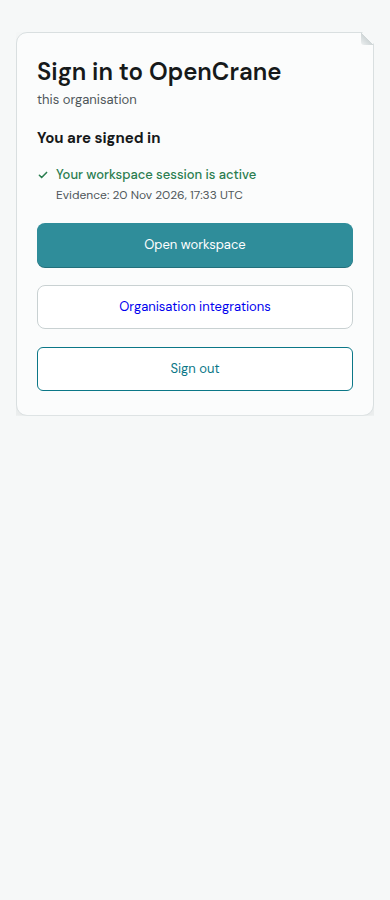 Sign in to OpenCrane
this organisation
You are signed in
Your workspace session is active
Evidence: 20 Nov 2026, 17:33 UTC
Open workspace
Organisation integrations
Sign out